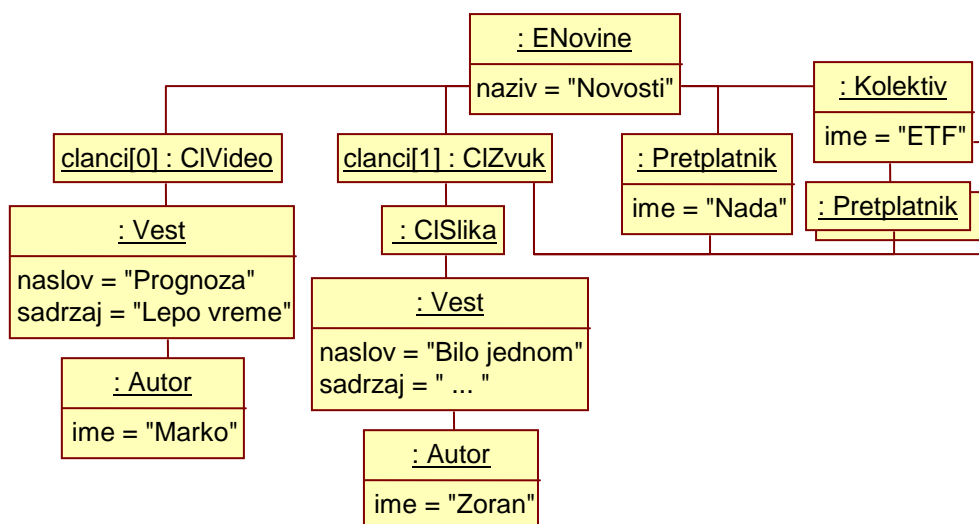 : ENovine
naziv = "Novosti"
: Kolektiv
ime = "ETF"
clanci[0] : ClVideo
clanci[1] : ClZvuk
: Pretplatnik
ime = "Nada"
: Pretplatnik
: Vest
naslov = "Prognoza"
sadrzaj = "Lepo vreme"
: ClSlika
: Vest
naslov = "Bilo jednom"
sadrzaj = " ... "
: Autor
ime = "Marko"
: Autor
ime = "Zoran"